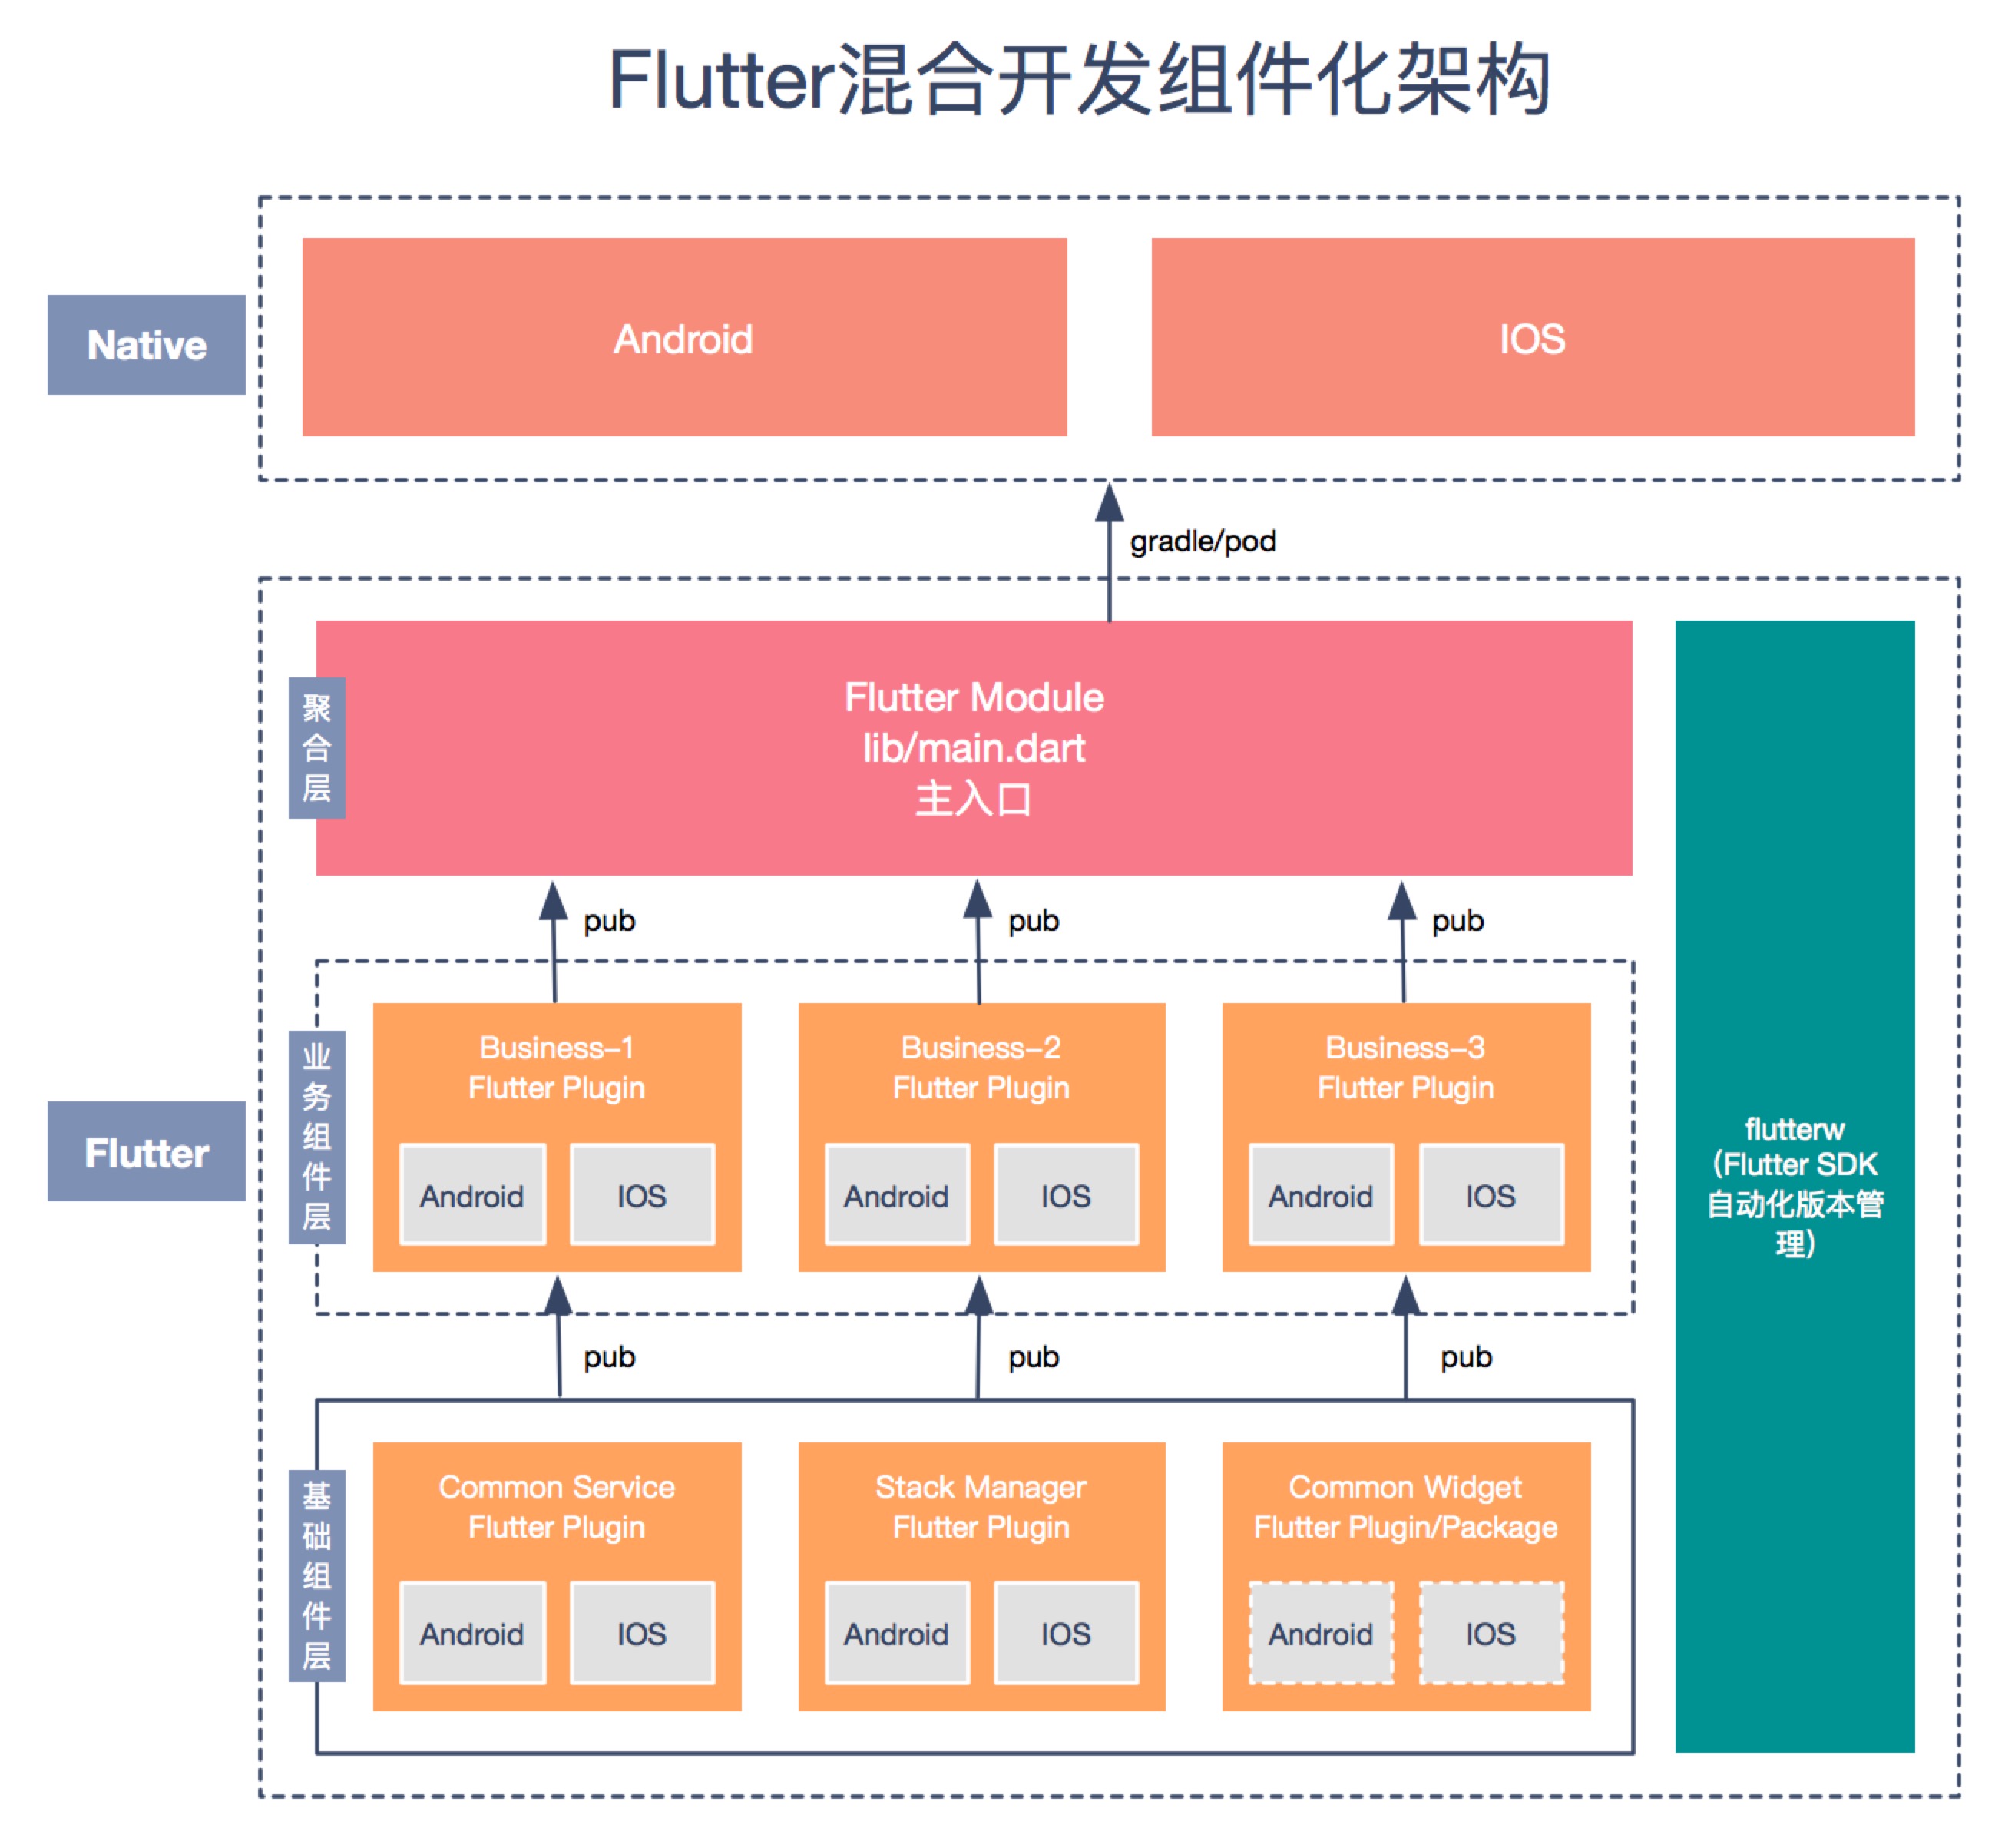 Flutter混合开发组件化架构
Native
Android
IOS
gradle/pod
Flutter
聚合层
Flutter Module
lib/main.dart
主入口
pub
pub
pub
业务组件层
Business-1
Flutter Plugin
Android
IOS
Business-2
Flutter Plugin
Android
IOS
Business-3
Flutter Plugin
Android
IOS
pub
pub
pub
基础组件层
Common Service
Flutter Plugin
Android
IOS
Stack Manager
Flutter Plugin
Android
IOS
Common Widget
Flutter Plugin/Package
Android
IOS
flutterw
（Flutter SDK
自动化版本管
理）